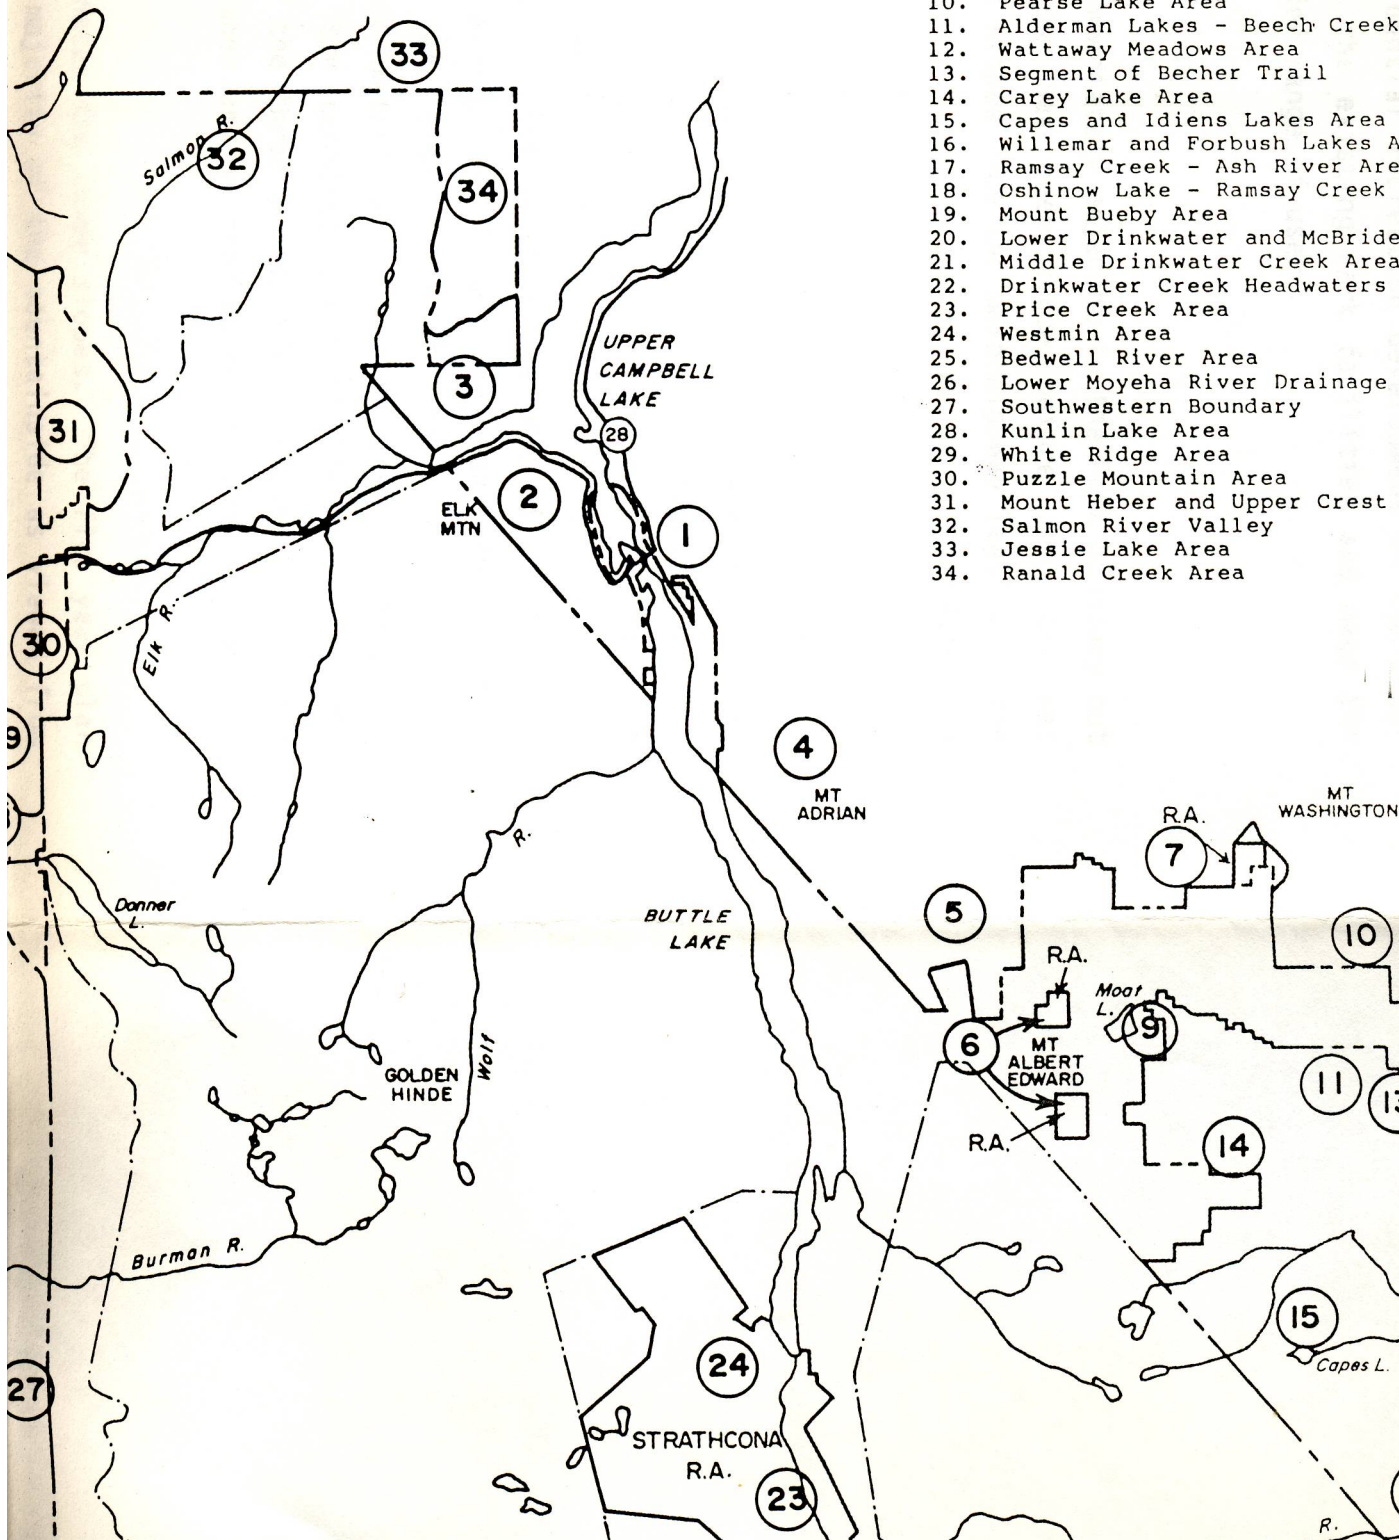 10. Pearse Lake Area
11. Alderman Lakes - Beech Creek
12. Wattaway Meadows Area
13. Segment of Becher Trail
14. Carey Lake Area
15. Capes and Idiens Lakes Area
16. Willemar and Forbush Lakes A
17. Ramsay Creek - Ash River Are
18. Oshinow Lake - Ramsay Creek
19. Mount Bueby Area
20. Lower Drinkwater and McBride
21. Middle Drinkwater Creek Area
22. Drinkwater Creek Headwaters
23. Price Creek Area
24. Westmin Area
25. Bedwell River Area
26. Lower Moyeha River Drainage
27. Southwestern Boundary
28. Kunlin Lake Area
29. White Ridge Area
30. Puzzle Mountain Area
31. Mount Heber and Upper Crest
32. Salmon River Valley
33. Jessie Lake Area
34. Ranald Creek Area
33
Salmon R.
32
34
UPPER
CAMPBELL
LAKE
3
31
28
2
ELK
MTN
1
30
Elk R.
9
4
MT
ADRIAN
MT
WASHINGTON
R.A.
7
R.
Donner
L.
BUTTLE
LAKE
5
10
R.A.
Moat
L.
9
6
MT
ALBERT
EDWARD
GOLDEN
HINDE
Wolf
11
13
R.A.
14
Burman R.
15
Capes L.
24
27
STRATHCONA
R.A.
23
R.